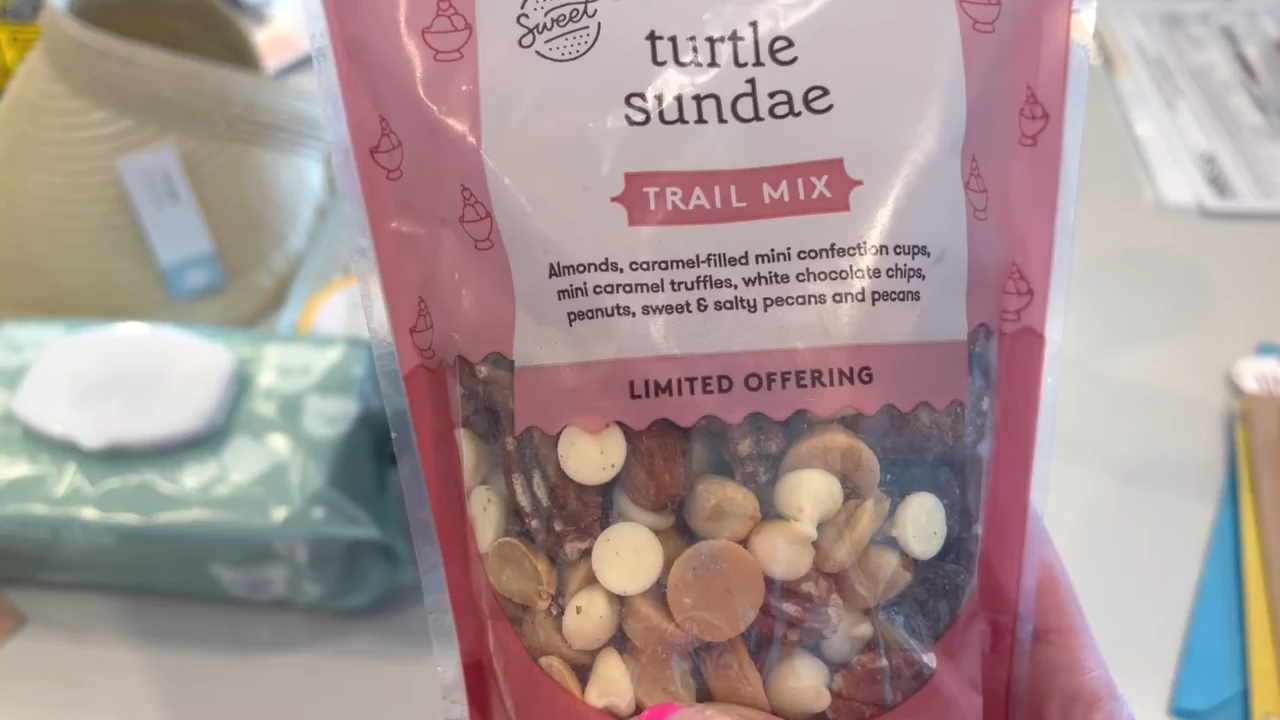 Sweet
turtle
sundae
TRAIL MIX
Almonds, caramel-filled mini confection cups,
mini caramel truffles, white chocolate chips,
peanuts, sweet & salty pecans and pecans
LIMITED OFFERING